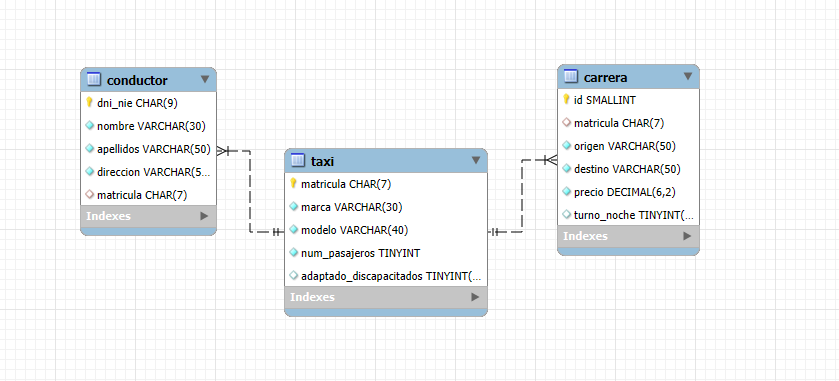 conductor
dni_nie CHAR(9)
nombre VARCHAR(30)
apellidos VARCHAR(50)
direccion VARCHAR(5...
matricula CHAR(7)
Indexes
taxi
matricula CHAR(7)
marca VARCHAR(30)
modelo VARCHAR(40)
num_pasajeros TINYINT
adaptado_discapacitados TINYINT(...
Indexes
carrera
id SMALLINT
matricula CHAR(7)
origen VARCHAR(50)
destino VARCHAR(50)
precio DECIMAL(6,2)
turno_noche TINYINT(...
Indexes